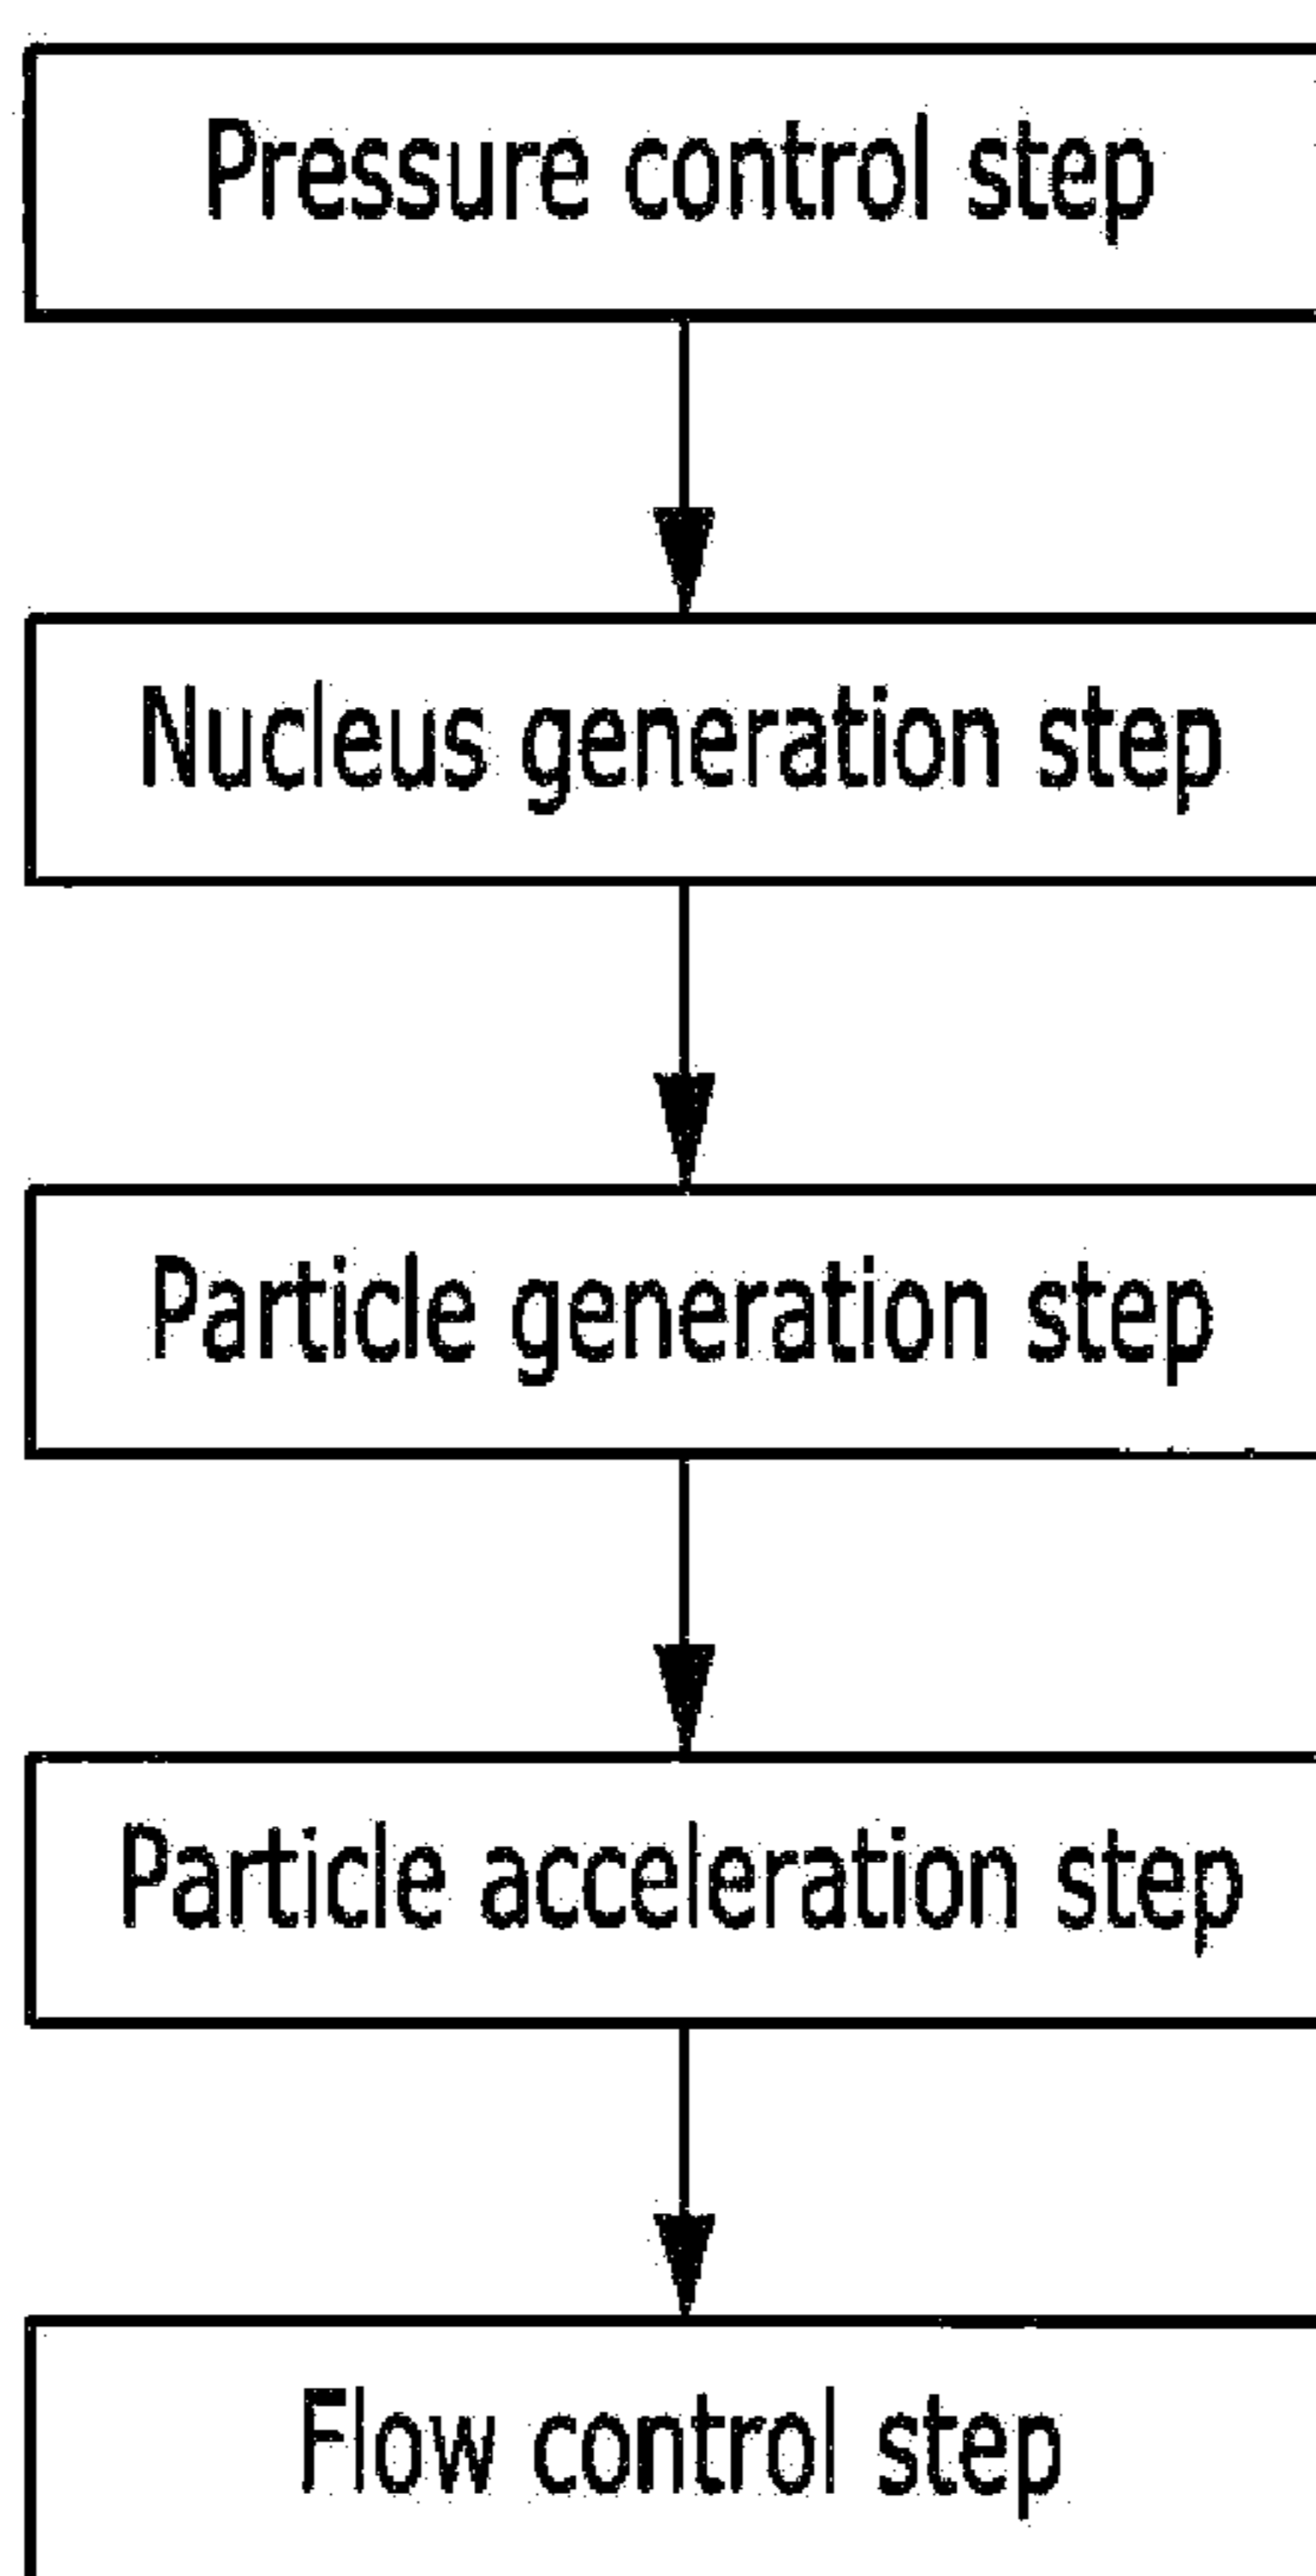 Pressure control step
Nucleus generation step
Particle generation step
Particle acceleration step
Flow control step